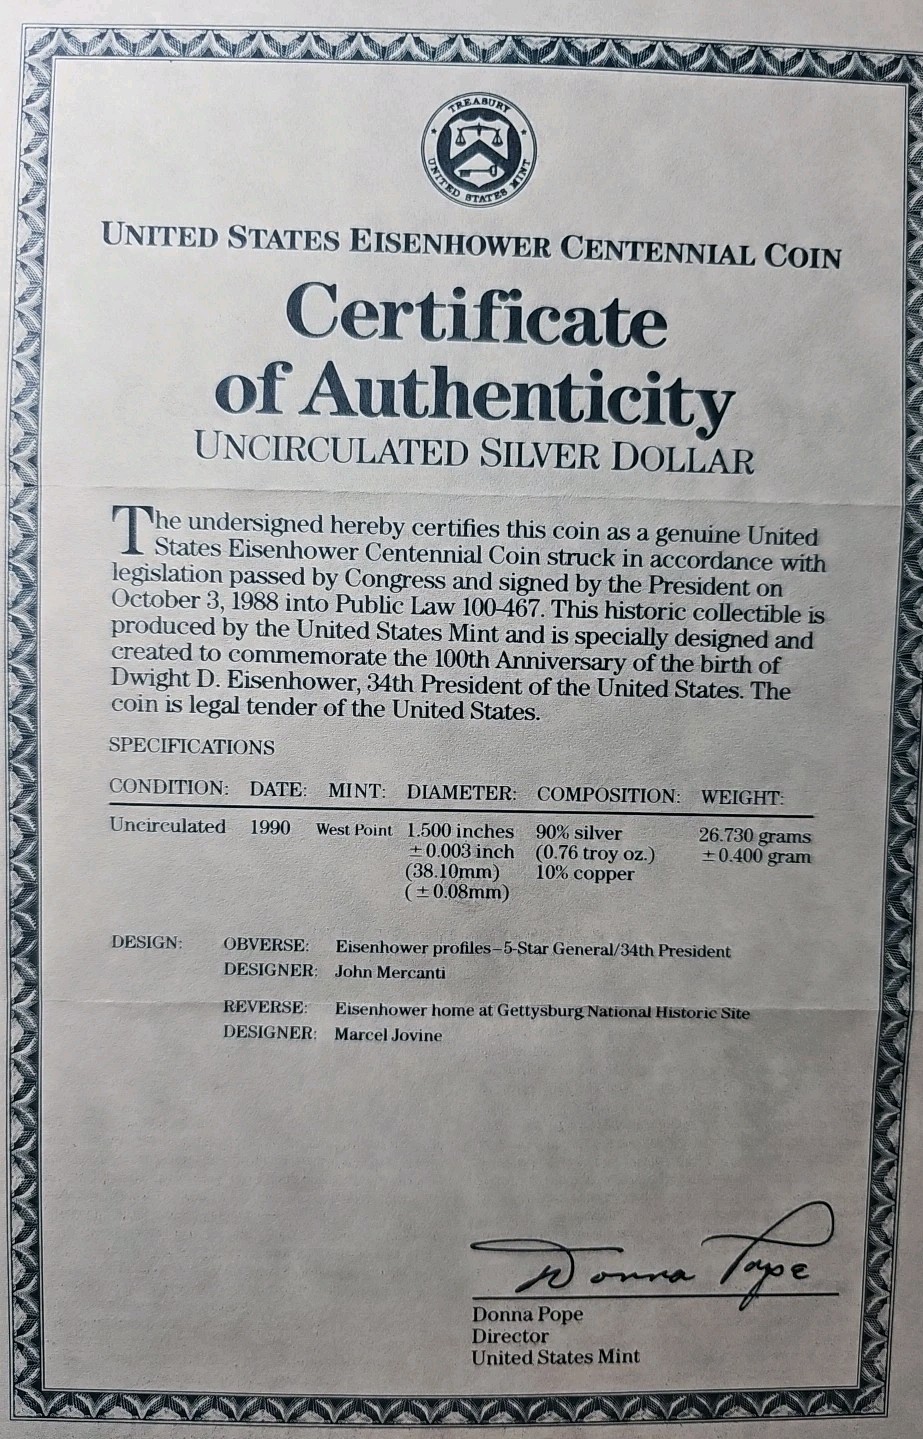 TREASURY
UNITED STATES MINT
UNITED STATES EISENHOWER CENTENNIAL COIN
Certificate
of Authenticity
UNCIRCULATED SILVER DOLLAR
The undersigned hereby certifies this coin as a genuine United
States Eisenhower Centennial Coin struck in accordance with
legislation passed by Congress and signed by the President on
October 3, 1988 into Public Law 100-467. This historic collectible is
produced by the United States Mint and is specially designed and
created to commemorate the 100th Anniversary of the birth of
Dwight D. Eisenhower, 34th President of the United States. The
coin is legal tender of the United States.
SPECIFICATIONS
CONDITION: DATE: MINT: DIAMETER: COMPOSITION: WEIGHT:
Uncirculated 1990 West Point 1.500 inches 90% silver 26.730 grams
±0.003 inch (0.76 troy oz.) ±0.400 gram
(38.10mm) 10% copper
(±0.08mm)
DESIGN: OBVERSE: Eisenhower profiles–5-Star General/34th President
DESIGNER: John Mercanti
REVERSE: Eisenhower home at Gettysburg National Historic Site
DESIGNER: Marcel Jovine
Donna Pope
Donna Pope
Director
United States Mint